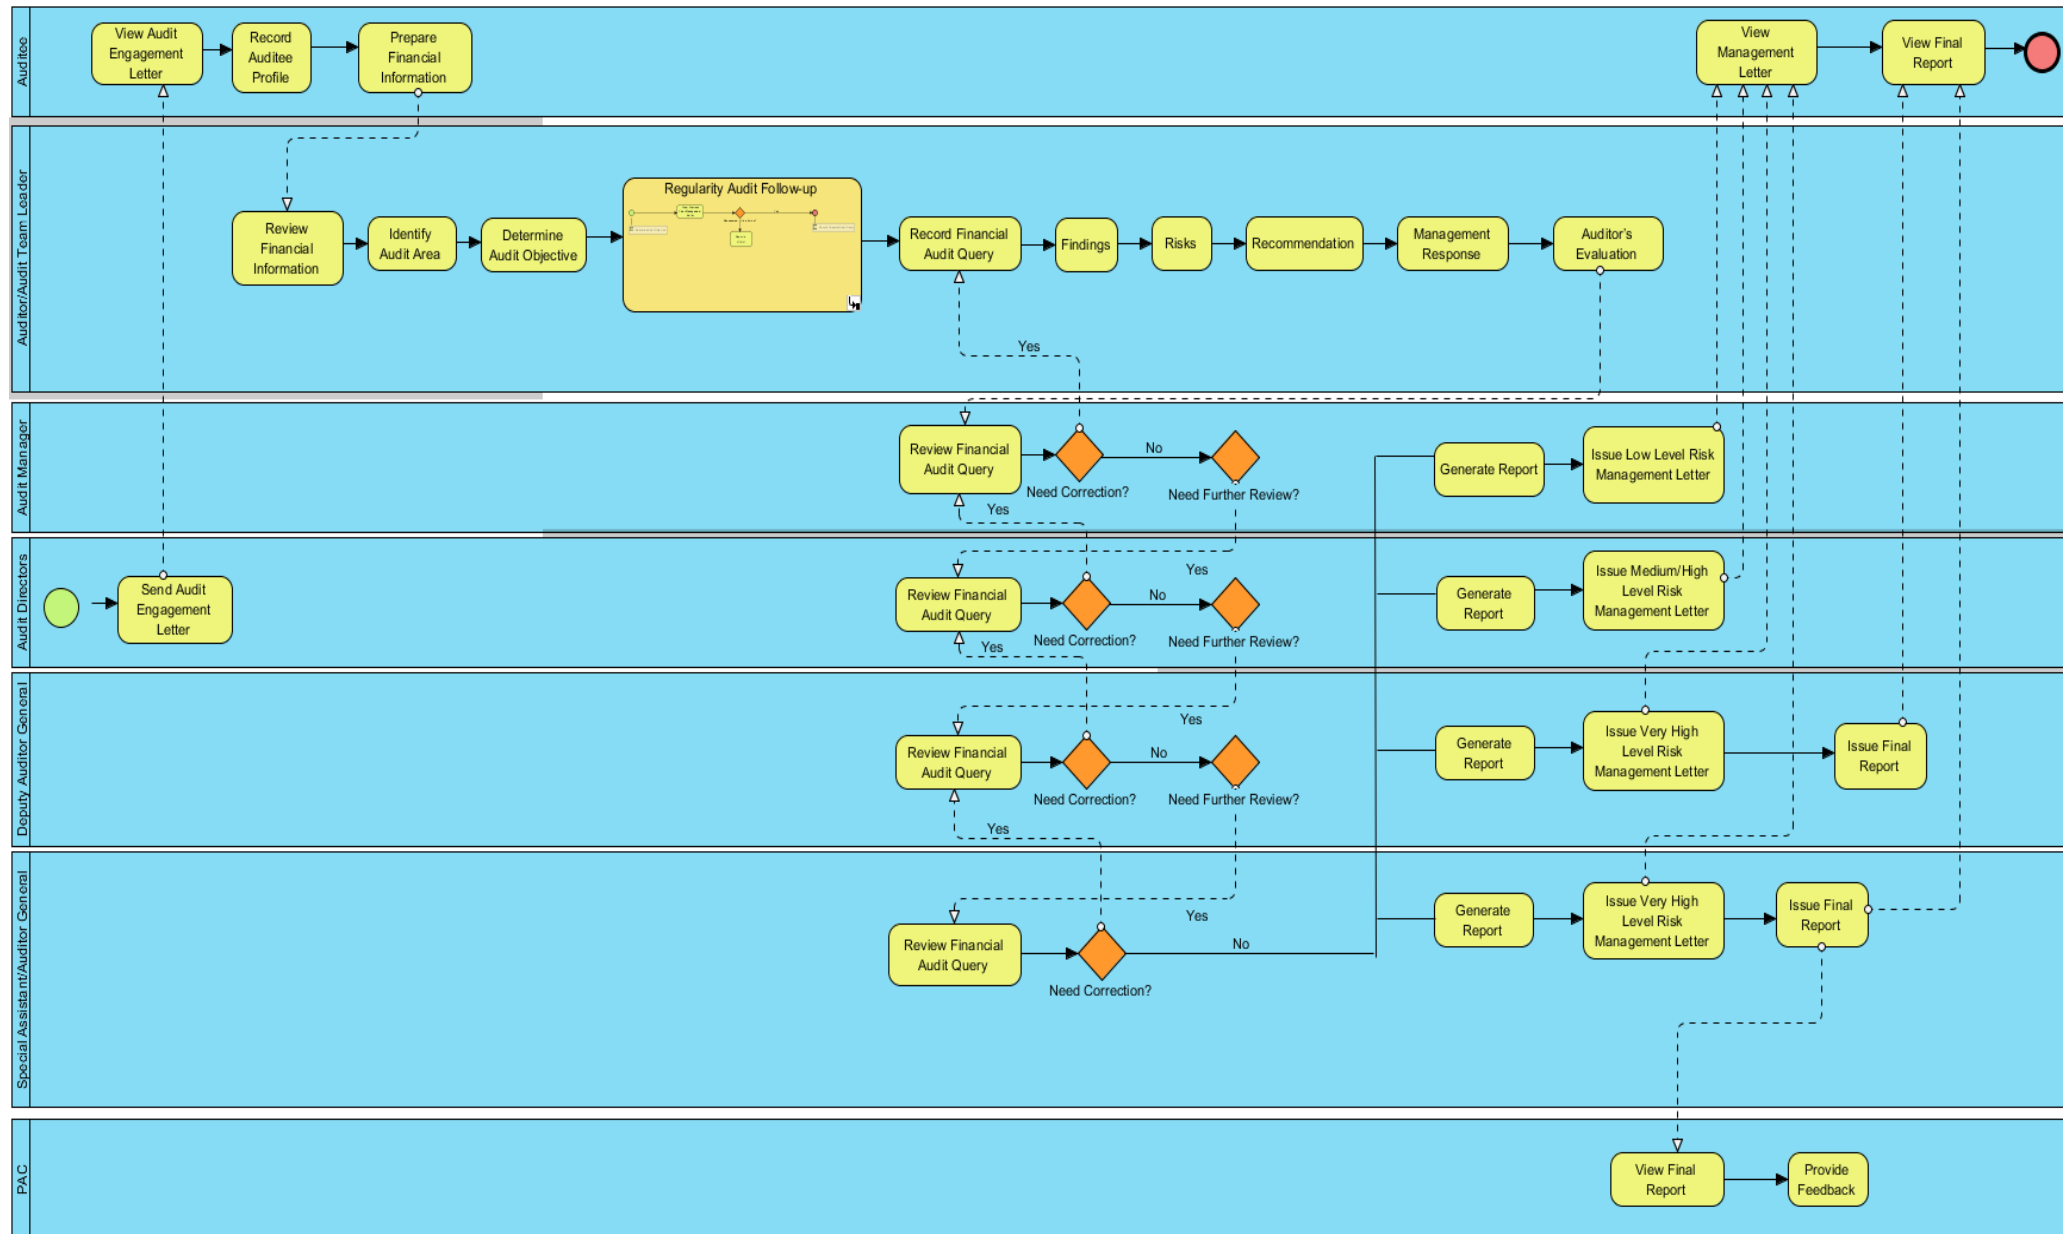 Auditee
View Audit
Engagement
Letter
Record
Auditee
Profile
Prepare
Financial
Information
View
Management
Letter
View Final
Report
Auditor/Audit Team Leader
Review
Financial
Information
Identify
Audit Area
Determine
Audit Objective
Regularity Audit Follow-up
Record Financial
Audit Query
Findings
Risks
Recommendation
Management
Response
Auditor's
Evaluation
Yes
Audit Manager
Review Financial
Audit Query
Need Correction?
No
Need Further Review?
Yes
Generate Report
Issue Low Level Risk
Management Letter
Audit Directors
Send Audit
Engagement
Letter
Yes
Review Financial
Audit Query
Need Correction?
No
Need Further Review?
Yes
Generate
Report
Issue Medium/High
Level Risk
Management Letter
Deputy Auditor General
Yes
Review Financial
Audit Query
Need Correction?
No
Need Further Review?
Yes
Generate
Report
Issue Very High
Level Risk
Management Letter
Issue Final
Report
Special Assistant/Auditor General
Yes
Review Financial
Audit Query
Need Correction?
No
Generate
Report
Issue Very High
Level Risk
Management Letter
Issue Final
Report
PAC
View Final
Report
Provide
Feedback